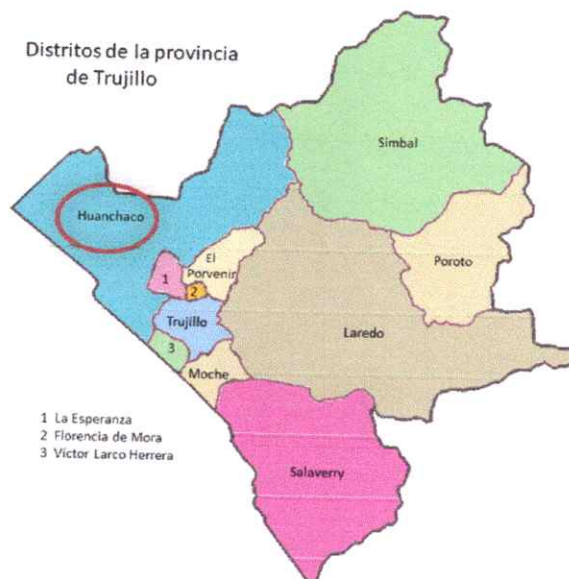 Distritos de la provincia
de Trujillo
Simbal
Huanchaco
El
Porvenir
Poroto
1
2
Trujillo
Laredo
3
Moche
1 La Esperanza
2 Florencia de Mora
3 Víctor Larco Herrera
Salaverry